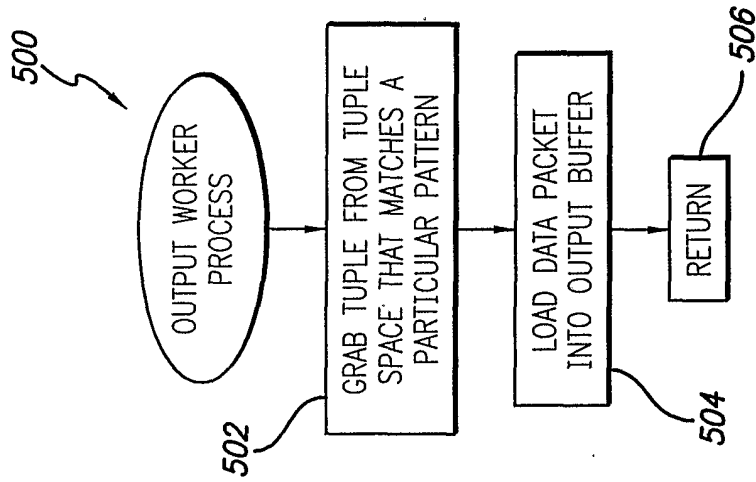 500
OUTPUT WORKER
PROCESS
502
GRAB TUPLE FROM TUPLE
SPACE THAT MATCHES A
PARTICULAR PATTERN
LOAD DATA PACKET
INTO OUTPUT BUFFER
504
RETURN
506